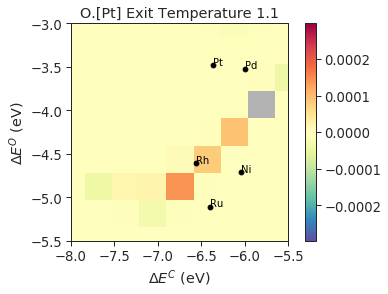 O.[Pt] Exit Temperature 1.1
−3.0
−3.5
−4.0
−4.5
−5.0
−5.5
ΔE^O (eV)
Pt
Pd
Rh
Ni
Ru
−8.0 −7.5 −7.0 −6.5 −6.0 −5.5
ΔE^C (eV)
0.0002
0.0001
0.0000
−0.0001
−0.0002